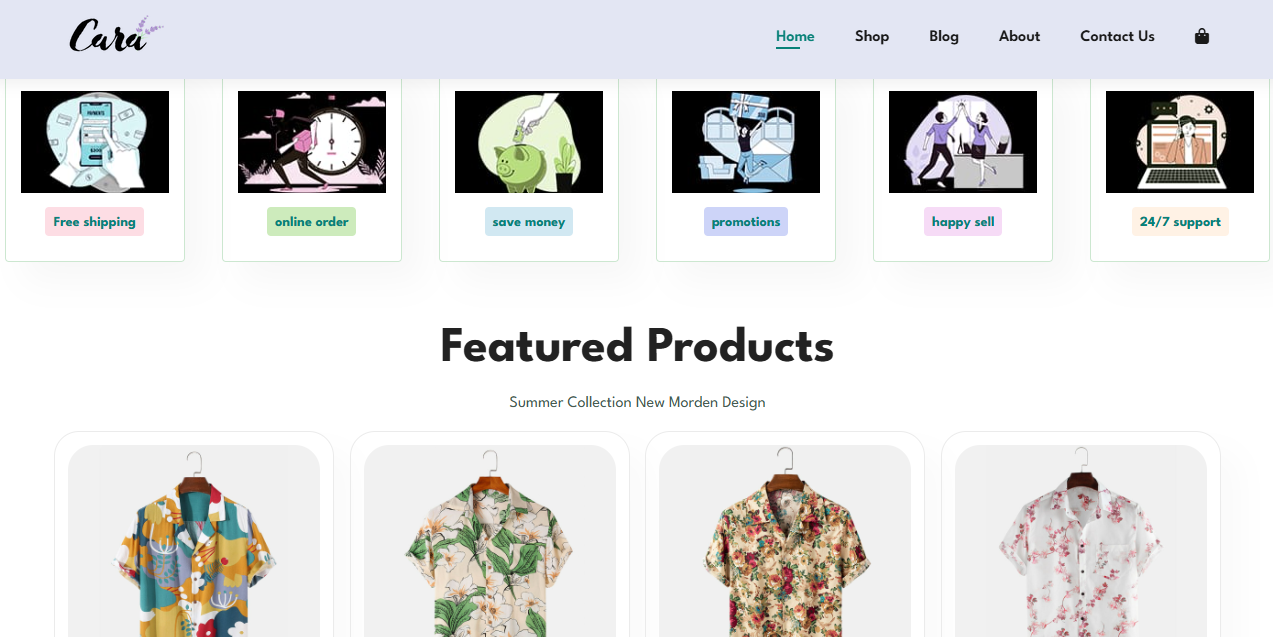 Cara
Home Shop Blog About Contact Us
PAYMENTS
Free shipping online order save money promotions happy sell 24/7 support
Featured Products
Summer Collection New Morden Design